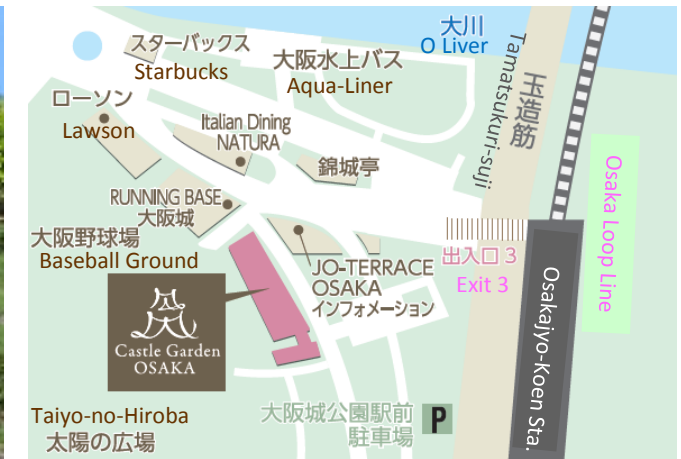 大川
O Liver
スターバックス
Starbucks
大阪水上バス
Aqua-Liner
Tamatsukuri-suji
玉造筋
ローソン
Lawson
Italian Dining
NATURA
錦城亭
Osaka Loop Line
RUNNING BASE
大阪城
大阪野球場
Baseball Ground
出入口 3
Exit 3
JO-TERRACE
OSAKA
インフォメーション
Osakajyo-Koen Sta.
Castle Garden
OSAKA
Taiyo-no-Hiroba
太陽の広場
大阪城公園駅前
駐車場
P